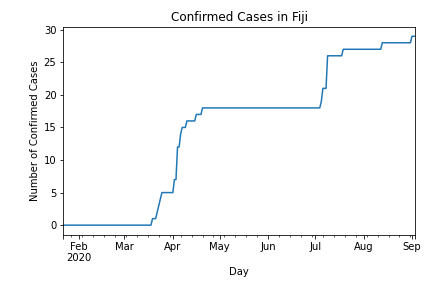 Confirmed Cases in Fiji
30
25
20
15
10
5
0
Number of Confirmed Cases
Feb Mar Apr May Jun Jul Aug Sep
2020
Day